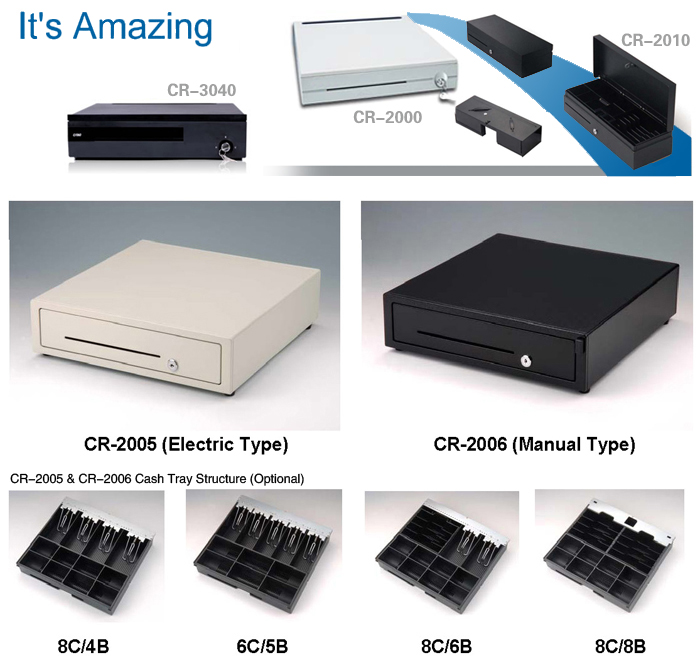 It's Amazing
CR-3040
CR-2000
CR-2010
CR-2005 (Electric Type)
CR-2006 (Manual Type)
CR-2005 & CR-2006 Cash Tray Structure (Optional)
8C/4B
6C/5B
8C/6B
8C/8B